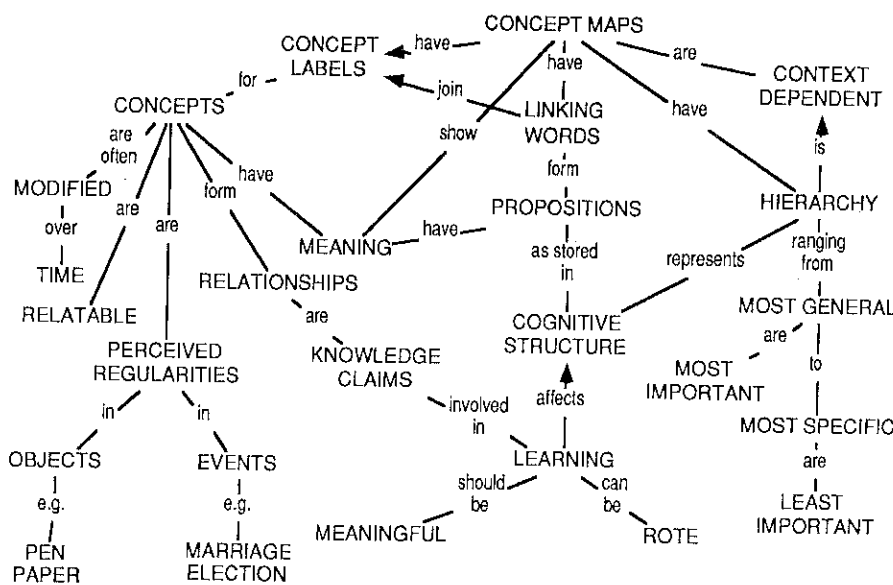 CONCEPT MAPS
CONCEPT
LABELS
have
have
are
CONTEXT
DEPENDENT
for
join
CONCEPTS
LINKING
WORDS
have
show
are
often
is
have
form
form
MODIFIED
are
are
PROPOSITIONS
HIERARCHY
over
MEANING
have
ranging
from
as stored
in
represents
TIME
RELATIONSHIPS
RELATABLE
are
MOST GENERAL
COGNITIVE
STRUCTURE
are
PERCEIVED
REGULARITIES
KNOWLEDGE
CLAIMS
MOST
IMPORTANT
to
in
in
involved
in
affects
MOST SPECIFIC
OBJECTS
EVENTS
LEARNING
are
should
be
can
be
e.g.
e.g.
LEAST
IMPORTANT
MEANINGFUL
ROTE
PEN
PAPER
MARRIAGE
ELECTION